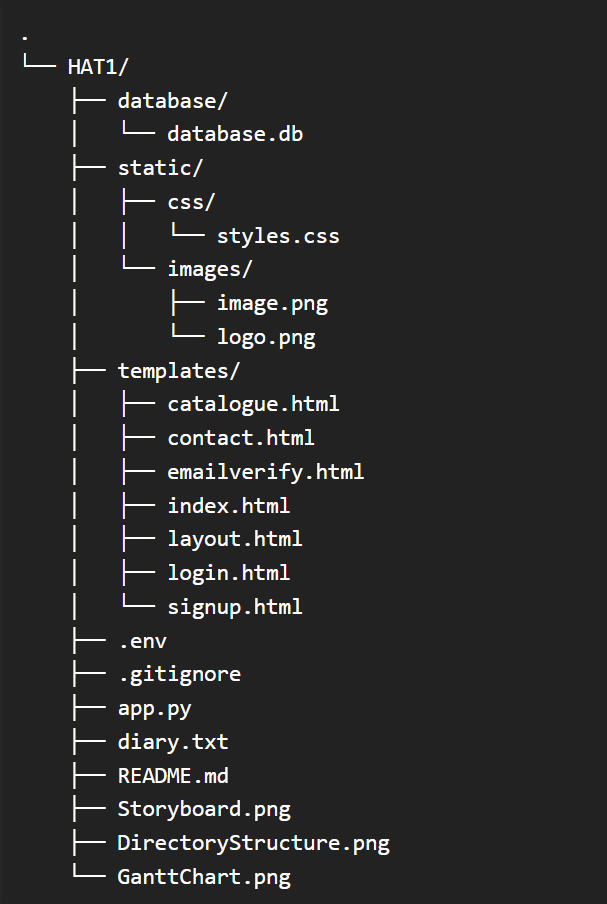 .
└── HAT1/
    ├── database/
    │   └── database.db
    ├── static/
    │   ├── css/
    │   │   └── styles.css
    │   └── images/
    │       ├── image.png
    │       └── logo.png
    ├── templates/
    │   ├── catalogue.html
    │   ├── contact.html
    │   ├── emailverify.html
    │   ├── index.html
    │   ├── layout.html
    │   ├── login.html
    │   └── signup.html
    ├── .env
    ├── .gitignore
    ├── app.py
    ├── diary.txt
    ├── README.md
    ├── Storyboard.png
    ├── DirectoryStructure.png
    └── GanttChart.png